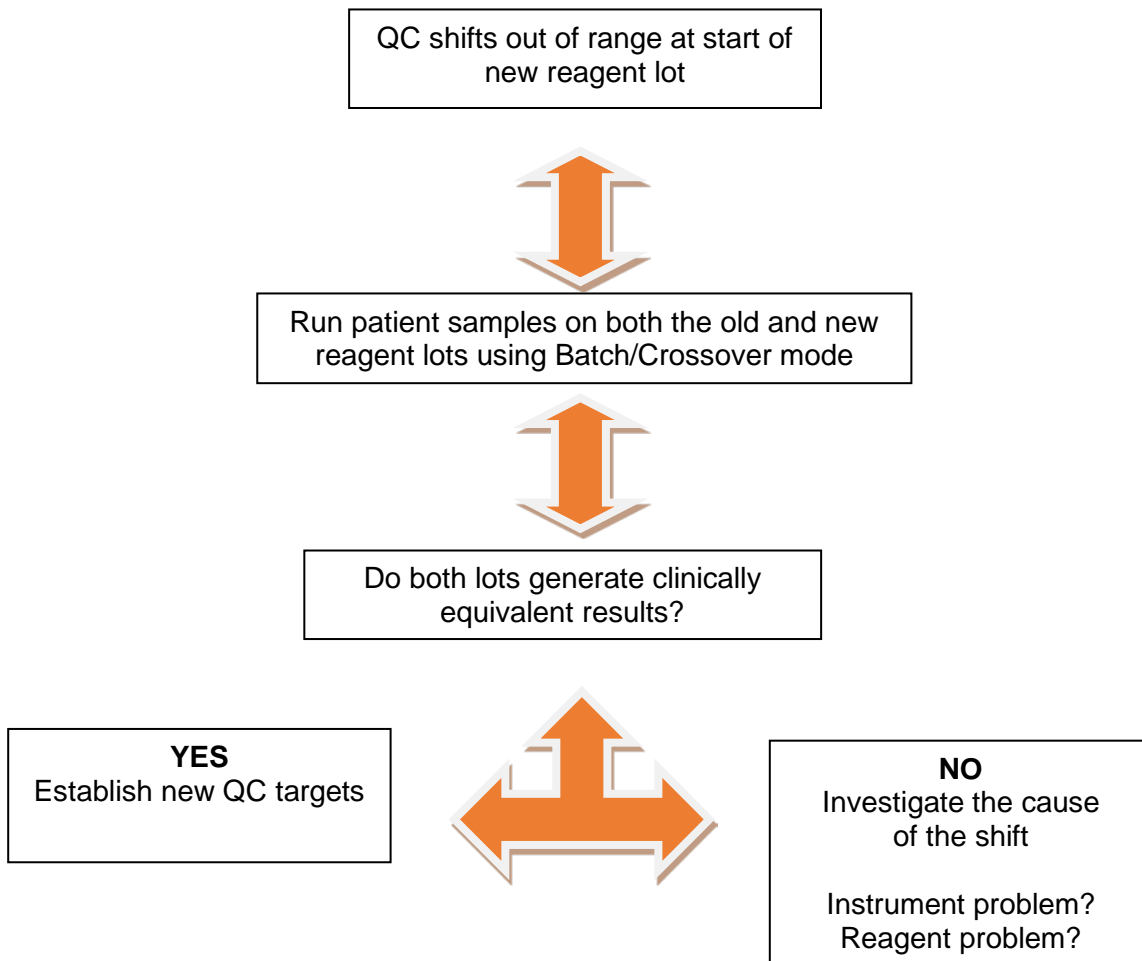 QC shifts out of range at start of
new reagent lot
Run patient samples on both the old and new
reagent lots using Batch/Crossover mode
Do both lots generate clinically
equivalent results?
YES
Establish new QC targets
NO
Investigate the cause
of the shift
Instrument problem?
Reagent problem?